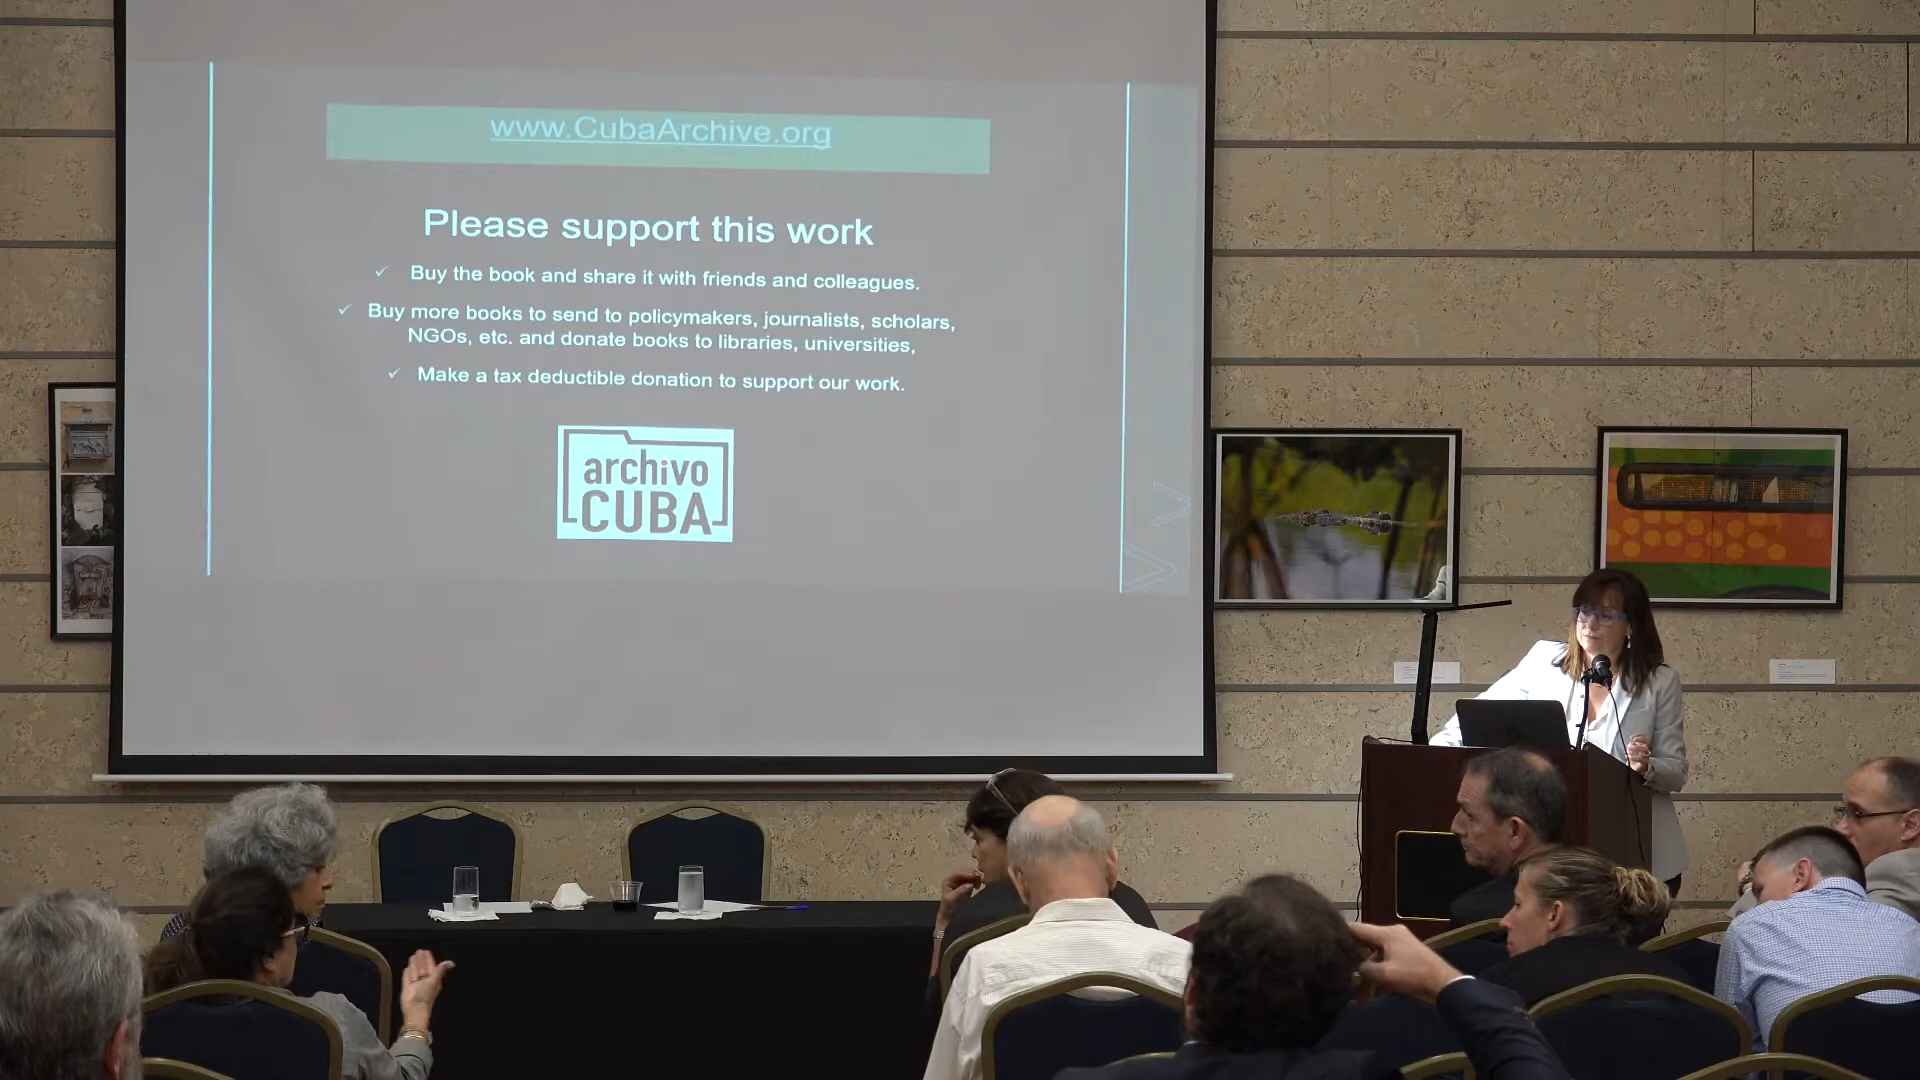 www.CubaArchive.org
Please support this work
✓ Buy the book and share it with friends and colleagues.
✓ Buy more books to send to policymakers, journalists, scholars,
NGOs, etc. and donate books to libraries, universities,
✓ Make a tax deductible donation to support our work.
archivo
CUBA